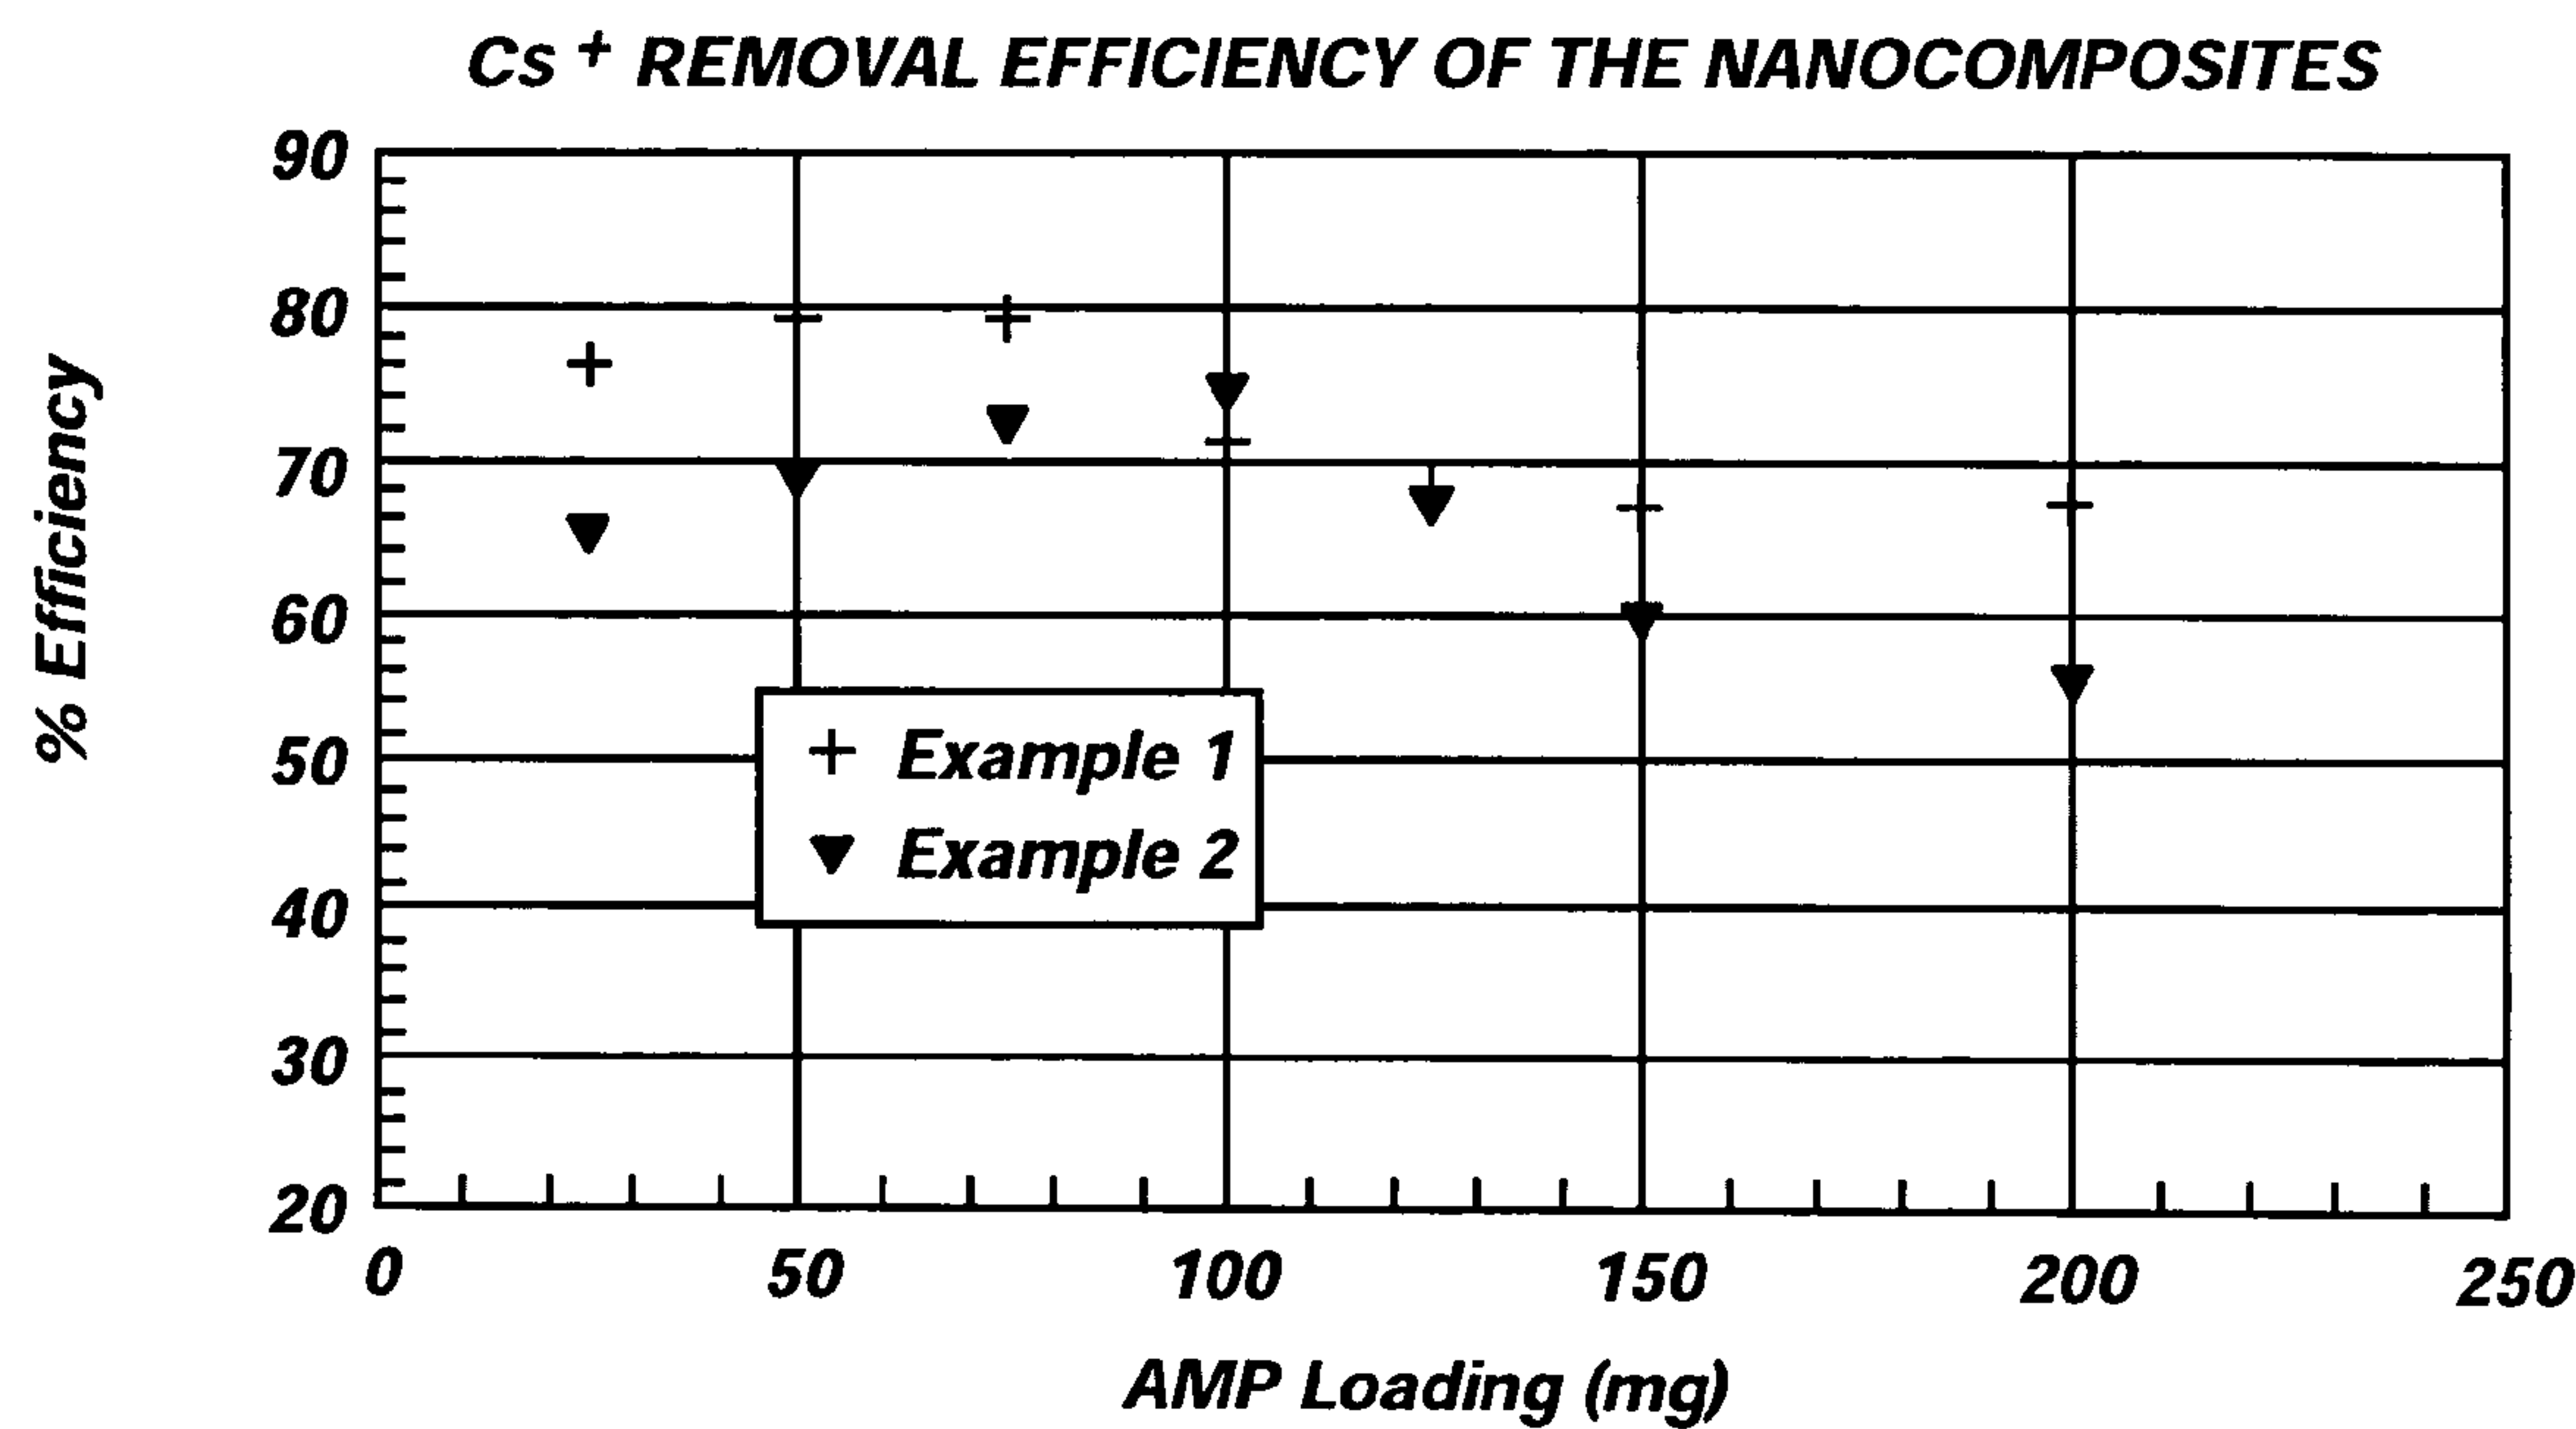 Cs + REMOVAL EFFICIENCY OF THE NANOCOMPOSITES
% Efficiency
90
80
70
60
50
40
30
20
+ Example 1
▼ Example 2
0 50 100 150 200 250
AMP Loading (mg)